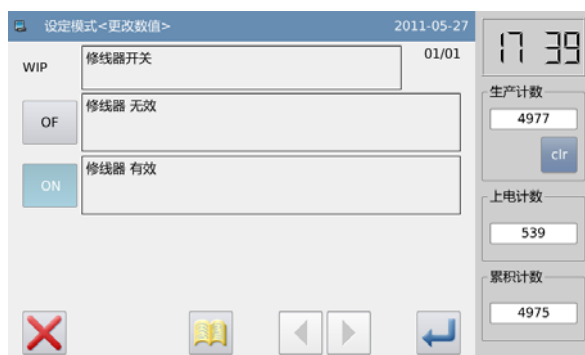 设定模式<更改数值> 2011-05-27
17 39
WIP 修线器开关 01/01
OF 修线器 无效
ON 修线器 有效
生产计数
4977
clr
上电计数
539
累积计数
4975